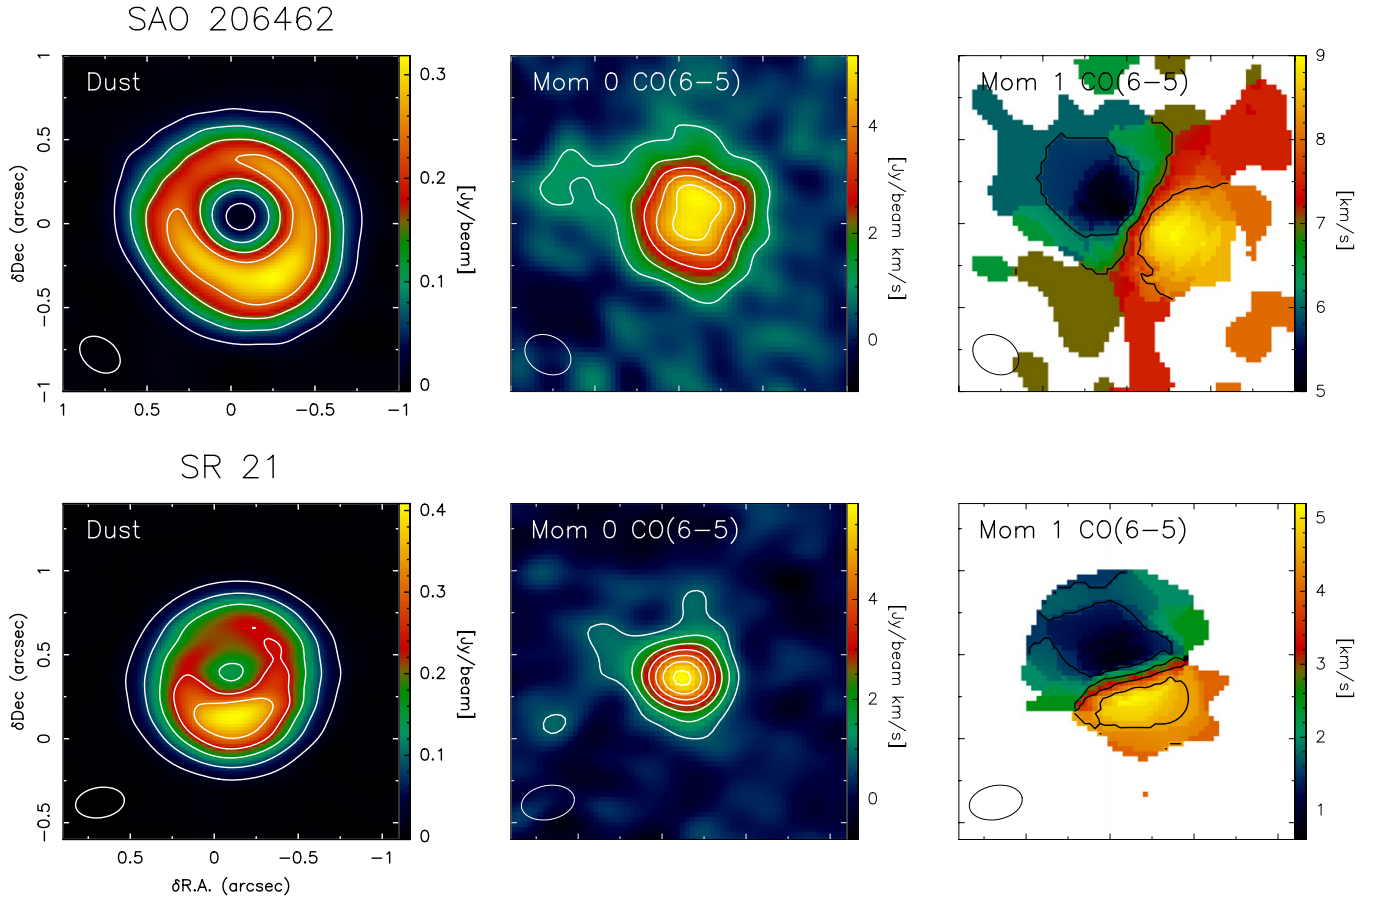 SAO 206462
Dust
1
0.5
0
−0.5
−1
δDec (arcsec)
1
0.5
0
−0.5
−1
0.3
0.2
0.1
0
[Jy/beam]
Mom 0 CO(6−5)
4
2
0
[Jy/beam km/s]
Mom 1 CO(6−5)
9
8
7
6
5
[km/s]
SR 21
Dust
1
0.5
0
−0.5
δDec (arcsec)
0.5
0
−0.5
−1
δR.A. (arcsec)
0.4
0.3
0.2
0.1
0
[Jy/beam]
Mom 0 CO(6−5)
4
2
0
[Jy/beam km/s]
Mom 1 CO(6−5)
5
4
3
2
1
[km/s]